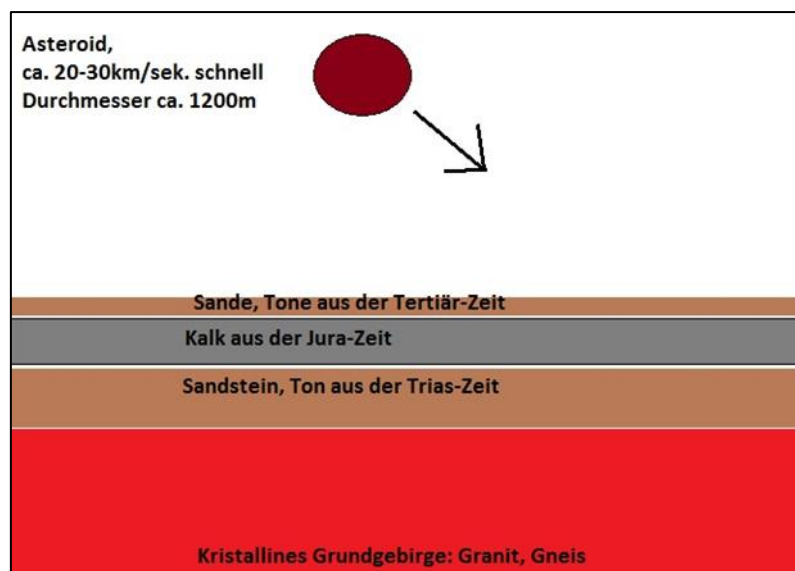 Asteroid,
ca. 20-30km/sek. schnell
Durchmesser ca. 1200m
Sande, Tone aus der Tertiär-Zeit
Kalk aus der Jura-Zeit
Sandstein, Ton aus der Trias-Zeit
Kristallines Grundgebirge: Granit, Gneis